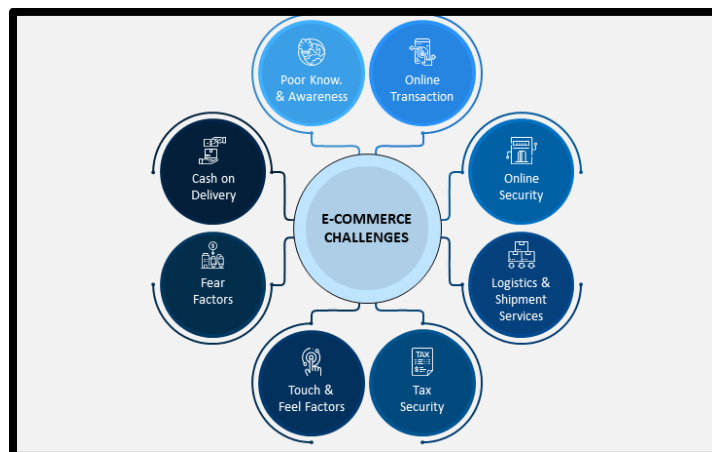 Poor Know.
& Awareness
Online
Transaction
Cash on
Delivery
Online
Security
E-COMMERCE
CHALLENGES
Fear
Factors
Logistics &
Shipment
Services
Touch &
Feel Factors
TAX
Tax
Security